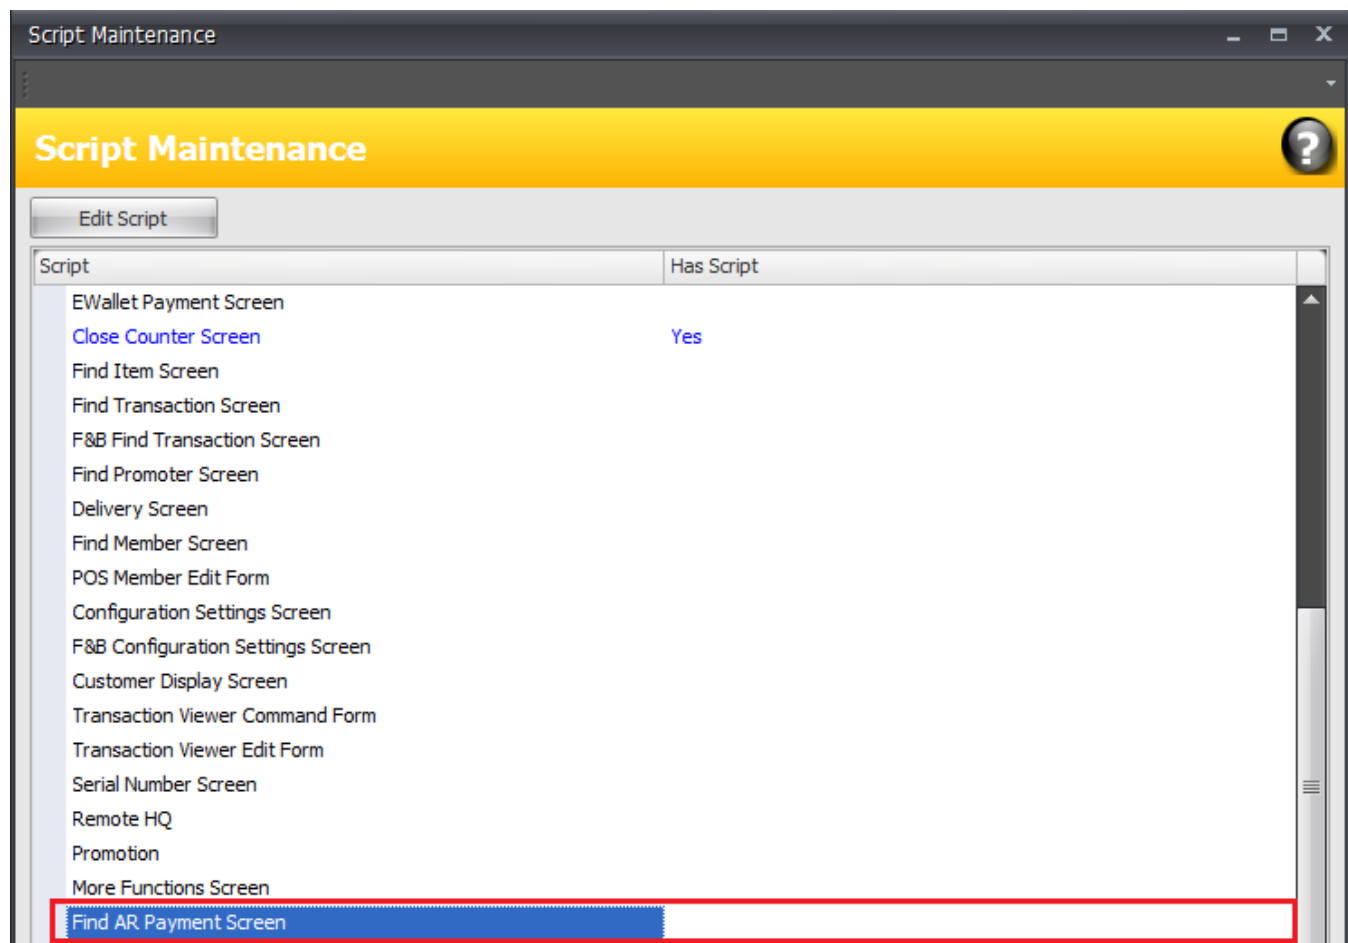 Script Maintenance
Script Maintenance
?
Edit Script
Script Has Script
EWallet Payment Screen
Close Counter Screen Yes
Find Item Screen
Find Transaction Screen
F&B Find Transaction Screen
Find Promoter Screen
Delivery Screen
Find Member Screen
POS Member Edit Form
Configuration Settings Screen
F&B Configuration Settings Screen
Customer Display Screen
Transaction Viewer Command Form
Transaction Viewer Edit Form
Serial Number Screen
Remote HQ
Promotion
More Functions Screen
Find AR Payment Screen